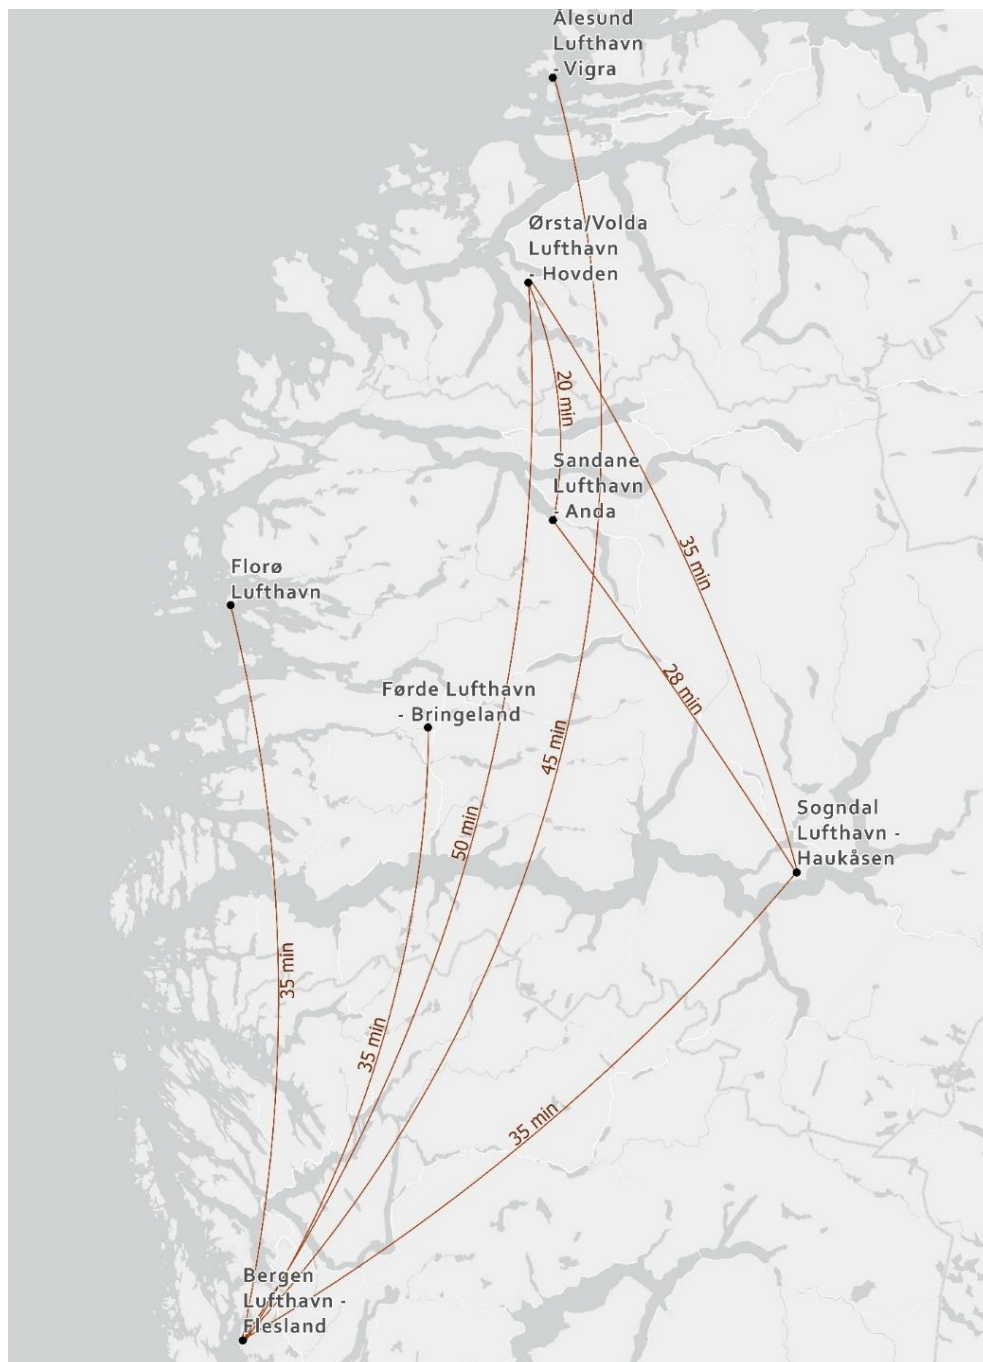 Ålesund
Lufthavn
- Vigra
Ørsta/Volda
Lufthavn
- Hovden
20 min
Sandane
Lufthavn
- Anda
35 min
Florø
Lufthavn
28 min
Førde Lufthavn
- Bringeland
45 min
50 min
Sogndal
Lufthavn -
Haukåsen
35 min
35 min
35 min
Bergen
Lufthavn -
Flesland